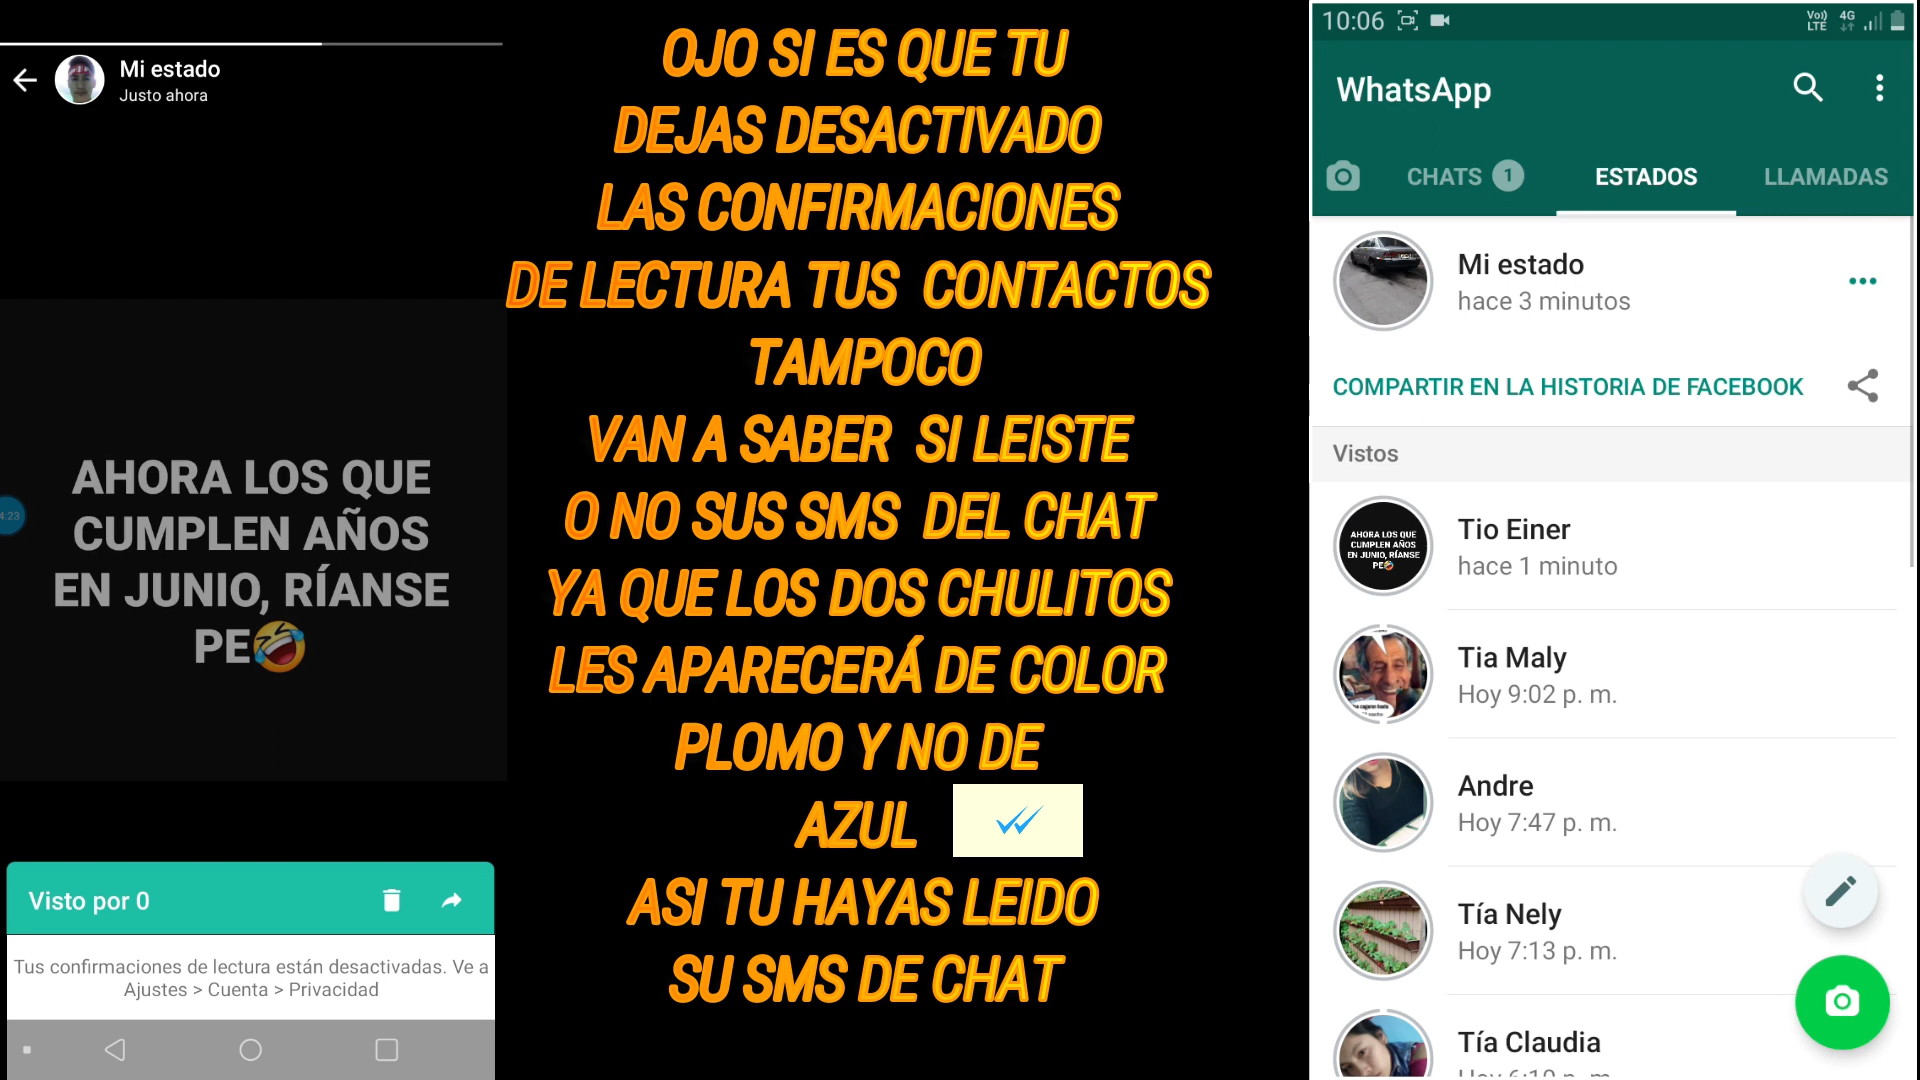 Mi estado
Justo ahora
4:23
AHORA LOS QUE
CUMPLEN AÑOS
EN JUNIO, RÍANSE
PE🤣
Visto por 0
Tus confirmaciones de lectura están desactivadas. Ve a
Ajustes > Cuenta > Privacidad
OJO SI ES QUE TU
DEJAS DESACTIVADO
LAS CONFIRMACIONES
DE LECTURA TUS CONTACTOS
TAMPOCO
VAN A SABER SI LEISTE
O NO SUS SMS DEL CHAT
YA QUE LOS DOS CHULITOS
LES APARECERÁ DE COLOR
PLOMO Y NO DE
AZUL
ASI TU HAYAS LEIDO
SU SMS DE CHAT
10:06
Vo)) LTE 4G
WhatsApp
CHATS 1 ESTADOS LLAMADAS
Mi estado
hace 3 minutos
COMPARTIR EN LA HISTORIA DE FACEBOOK
Vistos
AHORA LOS QUE
CUMPLEN AÑOS
EN JUNIO, RÍANSE
PE🤣
Tio Einer
hace 1 minuto
Tia Maly
Hoy 9:02 p. m.
Andre
Hoy 7:47 p. m.
Tía Nely
Hoy 7:13 p. m.
Tía Claudia